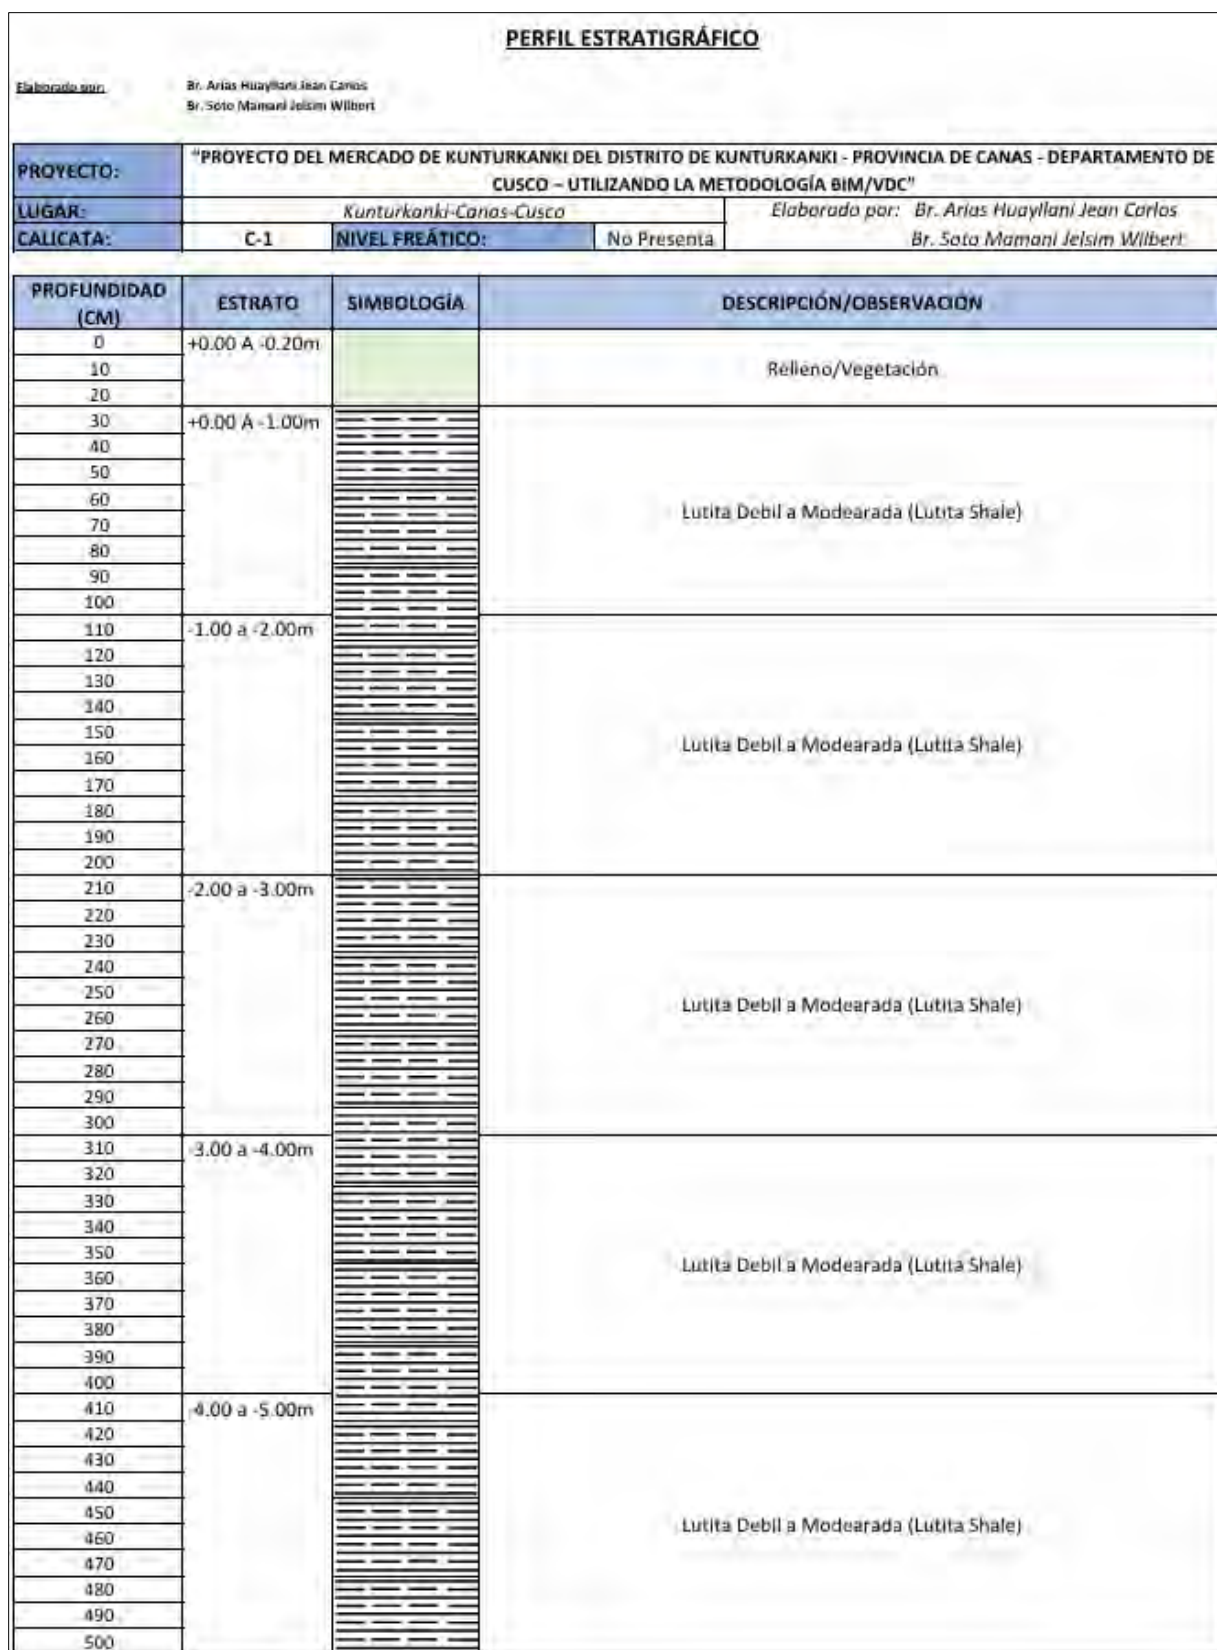 PERFIL ESTRATIGRÁFICO
Elaborado por: Br. Arias Huayllani Jean Carlos
Br. Soto Mamani Jelsim Wilbert
PROYECTO: "PROYECTO DEL MERCADO DE KUNTURKANKI DEL DISTRITO DE KUNTURKANKI - PROVINCIA DE CANAS - DEPARTAMENTO DE
CUSCO – UTILIZANDO LA METODOLOGÍA BIM/VDC"
LUGAR: Kunturkanki-Canas-Cusco Elaborado por: Br. Arias Huayllani Jean Carlos
CALICATA: C-1 NIVEL FREÁTICO: No Presenta Br. Soto Mamani Jelsim Wilbert
PROFUNDIDAD
(CM) ESTRATO SIMBOLOGÍA DESCRIPCIÓN/OBSERVACIÓN
0 +0.00 A -0.20m
10 Relleno/Vegetación
20
30 +0.00 A -1.00m
40
50
60
70 Lutita Debil a Modearada (Lutita Shale)
80
90
100
110 -1.00 a -2.00m
120
130
140
150
160 Lutita Debil a Modearada (Lutita Shale)
170
180
190
200
210 -2.00 a -3.00m
220
230
240
250
260 Lutita Debil a Modearada (Lutita Shale)
270
280
290
300
310 -3.00 a -4.00m
320
330
340
350
360 Lutita Debil a Modearada (Lutita Shale)
370
380
390
400
410 -4.00 a -5.00m
420
430
440
450
460 Lutita Debil a Modearada (Lutita Shale)
470
480
490
500